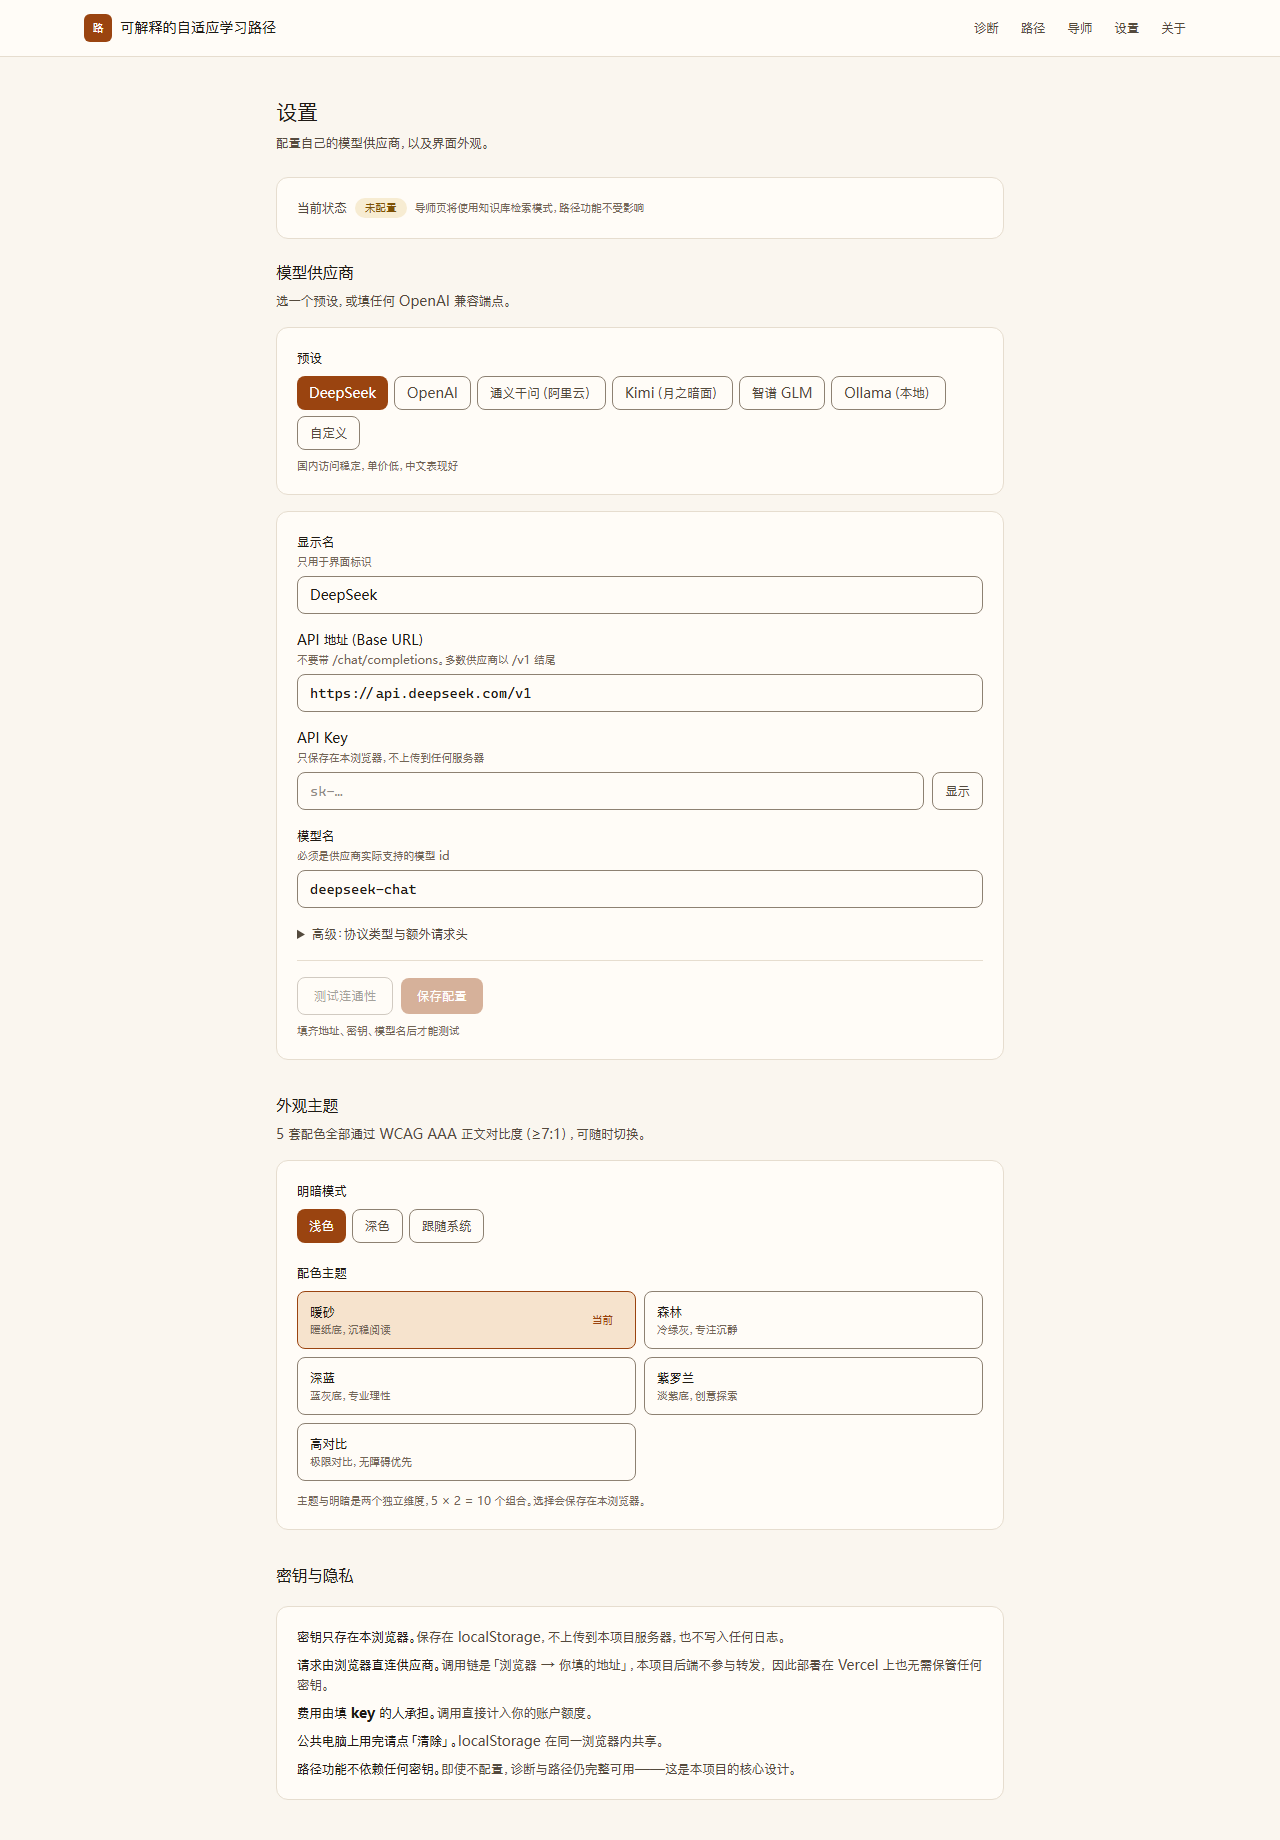 路 可解释的自适应学习路径
诊断 路径 导师 设置 关于
设置
配置自己的模型供应商，以及界面外观。
当前状态 未配置 导师页将使用知识库检索模式，路径功能不受影响
模型供应商
选一个预设，或填任何 OpenAI 兼容端点。
预设
DeepSeek OpenAI 通义千问（阿里云） Kimi（月之暗面） 智谱 GLM Ollama（本地）
自定义
国内访问稳定，单价低，中文表现好
显示名
只用于界面标识
DeepSeek
API 地址 (Base URL)
不要带 /chat/completions。多数供应商以 /v1 结尾
https://api.deepseek.com/v1
API Key
只保存在本浏览器，不上传到任何服务器
sk-… 显示
模型名
必须是供应商实际支持的模型 id
deepseek-chat
▶ 高级：协议类型与额外请求头
测试连通性 保存配置
填齐地址、密钥、模型名后才能测试
外观主题
5 套配色全部通过 WCAG AAA 正文对比度（≥7:1），可随时切换。
明暗模式
浅色 深色 跟随系统
配色主题
暖砂
暖纸底，沉稳阅读
当前
森林
冷绿灰，专注沉静
深蓝
蓝灰底，专业理性
紫罗兰
淡紫底，创意探索
高对比
极限对比，无障碍优先
主题与明暗是两个独立维度，5 × 2 = 10 个组合。选择会保存在本浏览器。
密钥与隐私
密钥只存在本浏览器。保存在 localStorage，不上传到本项目服务器，也不写入任何日志。
请求由浏览器直连供应商。调用链是「浏览器 → 你填的地址」，本项目后端不参与转发， 因此部署在 Vercel 上也无需保管任何
密钥。
费用由填 key 的人承担。调用直接计入你的账户额度。
公共电脑上用完请点「清除」。localStorage 在同一浏览器内共享。
路径功能不依赖任何密钥。即使不配置，诊断与路径仍完整可用——这是本项目的核心设计。